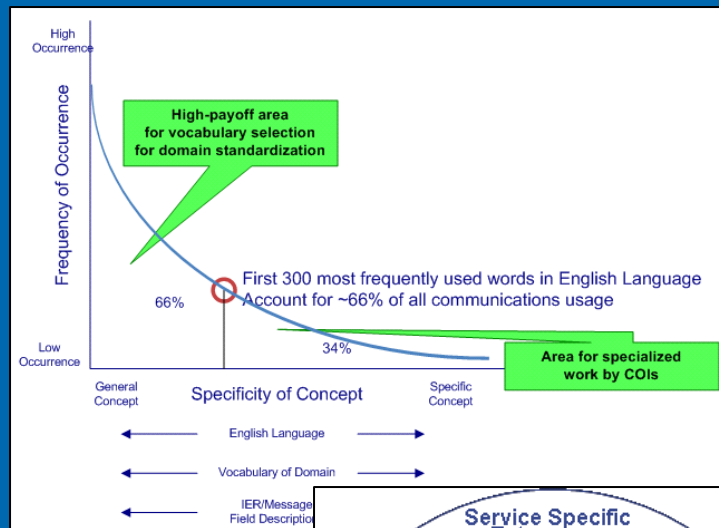 High
Occurrence
High-payoff area
for vocabulary selection
for domain standardization
Frequency of Occurrence
First 300 most frequently used words in English Language
Account for ~66% of all communications usage
66%
34%
Low
Occurrence
Area for specialized
work by COIs
General
Concept
Specificity of Concept
Specific
Concept
English Language
Vocabulary of Domain
IER/Message
Field Description
Service Specific